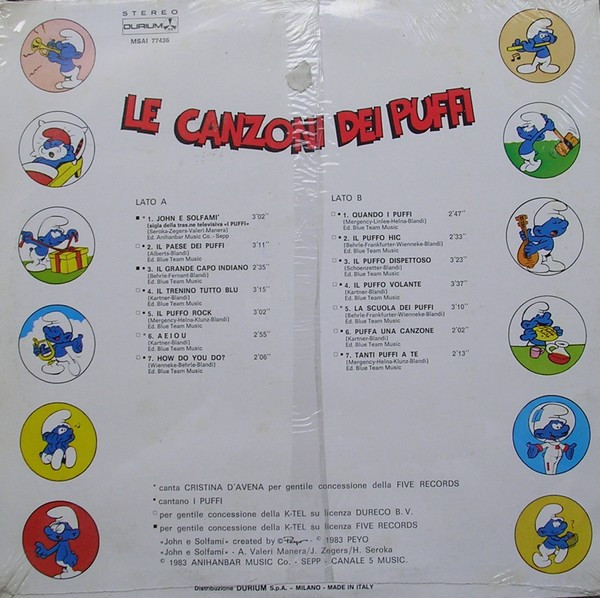 STEREO
DURIUM
MSAI 77436
LE CANZONI DEI PUFFI
LATO A
■ * 1. JOHN E SOLFAMI' 3'02"
(sigla della tras.ne televisiva «I PUFFI»
(Seroka-Zegers-Valeri Manera)
Ed. Anihanbar Music Co. - Sepp
□ • 2. IL PAESE DEI PUFFI 3'11"
(Alberts-Blandi)
Ed. Blue Team Music
■ • 3. IL GRANDE CAPO INDIANO 2'35"
(Behrle-Fernant-Blandi)
Ed. Blue Team Music
□ • 4. IL TRENINO TUTTO BLU 3'15"
(Kartner-Blandi)
Ed. Blue Team Music
□ • 5. IL PUFFO ROCK 3'02"
(Mergency-Helna-Klunz-Blandi)
Ed. Blue Team Music
□ • 6. A E I O U 2'55"
(Kartner-Blandi)
Ed. Blue Team Music
□ • 7. HOW DO YOU DO? 2'06"
(Wienneke-Behrle-Blandi)
Ed. Blue Team Music
LATO B
□ • 1. QUANDO I PUFFI 2'47"
(Mergency-Linlee-Helna-Blandi)
Ed. Blue Team Music
□ • 2. IL PUFFO HIC 2'33"
(Behrle-Frankfurter-Wienneke-Blandi)
Ed. Blue Team Music
□ • 3. IL PUFFO DISPETTOSO 3'23"
(Schoenzetter-Blandi)
Ed. Blue Team Music
□ • 4. IL PUFFO VOLANTE 3'37"
(Kartner-Blandi)
Ed. Blue Team Music
□ • 5. LA SCUOLA DEI PUFFI 3'10"
(Behrle-Frankfurter-Wienneke-Blandi)
Ed. Blue Team Music
□ • 6. PUFFA UNA CANZONE 2'02"
(Kartner-Blandi)
Ed. Blue Team Music
□ • 7. TANTI PUFFI A TE 2'13"
(Mergency-Helna-Klunz-Blandi)
Ed. Blue Team Music
* canta CRISTINA D'AVENA per gentile concessione della FIVE RECORDS
• cantano I PUFFI
□ per gentile concessione della K-TEL su licenza DURECO B. V.
■ per gentile concessione della K-TEL su licenza FIVE RECORDS
«John e Solfamì» created by © Peyo - © 1983 PEYO
«John e Solfamì» - A. Valeri Manera/J. Zegers/H. Seroka
© 1983 ANIHANBAR MUSIC Co. - SEPP - CANALE 5 MUSIC.
Distribuzione DURIUM S.p.A. - MILANO - MADE IN ITALY